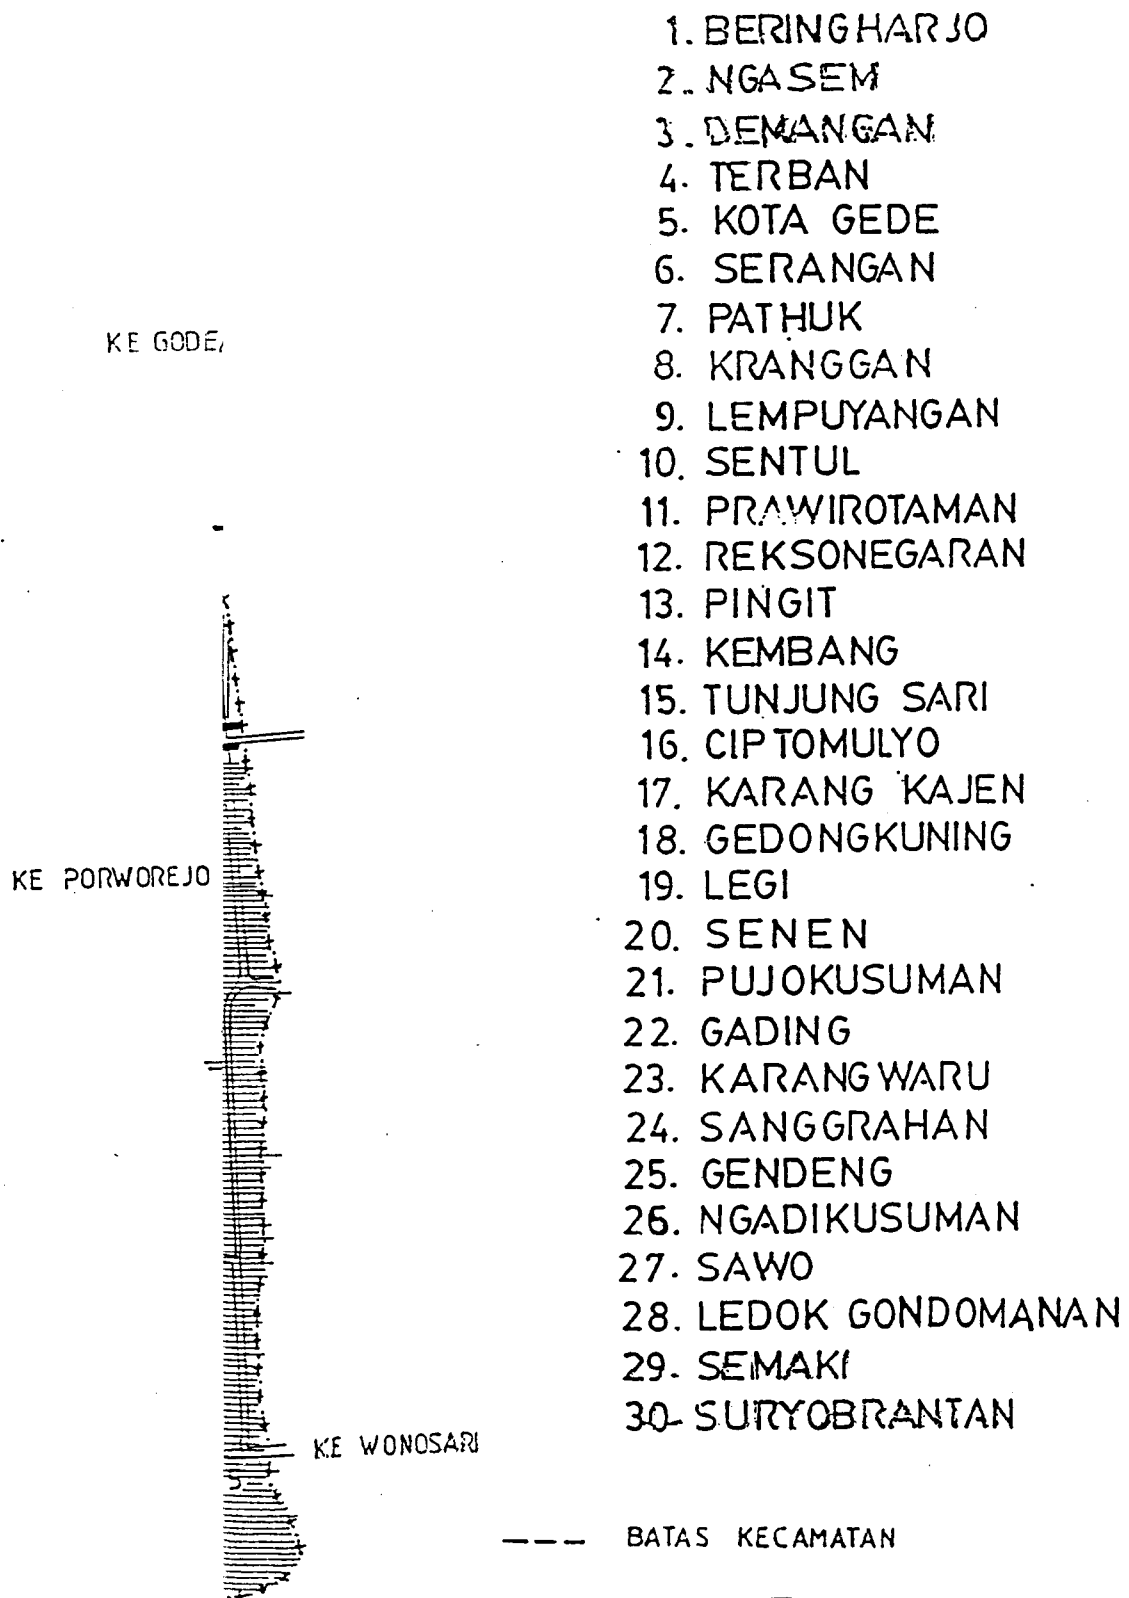 1. BERINGHARJO
2. NGASEM
3. DEMANGAN
4. TERBAN
5. KOTA GEDE
6. SERANGAN
7. PATHUK
KE GODE
8. KRANGGAN
9. LEMPUYANGAN
10. SENTUL
11. PRAWIROTAMAN
12. REKSONEGARAN
13. PINGIT
14. KEMBANG
15. TUNJUNG SARI
16. CIPTOMULYO
17. KARANG KAJEN
18. GEDONGKUNING
KE PORWOREJO
19. LEGI
20. SENEN
21. PUJOKUSUMAN
22. GADING
23. KARANGWARU
24. SANGGRAHAN
25. GENDENG
26. NGADIKUSUMAN
27. SAWO
28. LEDOK GONDOMANAN
29. SEMAKI
30. SURYOBRANTAN
KE WONOSARI
--- BATAS KECAMATAN